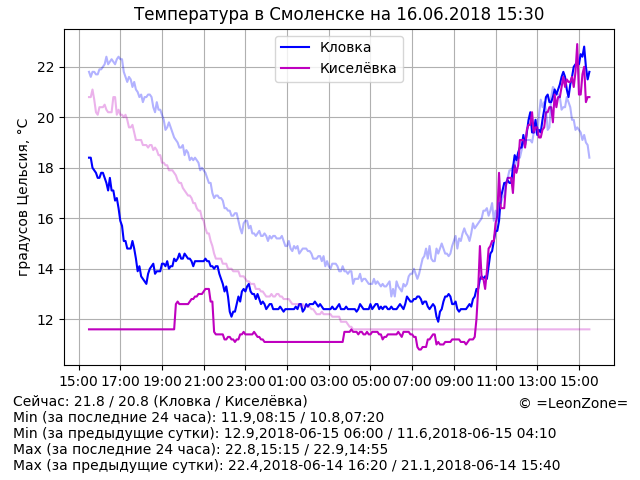 Температура в Смоленске на 16.06.2018 15:30
Кловка
Киселёвка
градусов Цельсия, °C
22
20
18
16
14
12
15:00 17:00 19:00 21:00 23:00 01:00 03:00 05:00 07:00 09:00 11:00 13:00 15:00
Сейчас: 21.8 / 20.8 (Кловка / Киселёвка)
© =LeonZone=
Min (за последние 24 часа): 11.9,08:15 / 10.8,07:20
Min (за предыдущие сутки): 12.9,2018-06-15 06:00 / 11.6,2018-06-15 04:10
Max (за последние 24 часа): 22.8,15:15 / 22.9,14:55
Max (за предыдущие сутки): 22.4,2018-06-14 16:20 / 21.1,2018-06-14 15:40